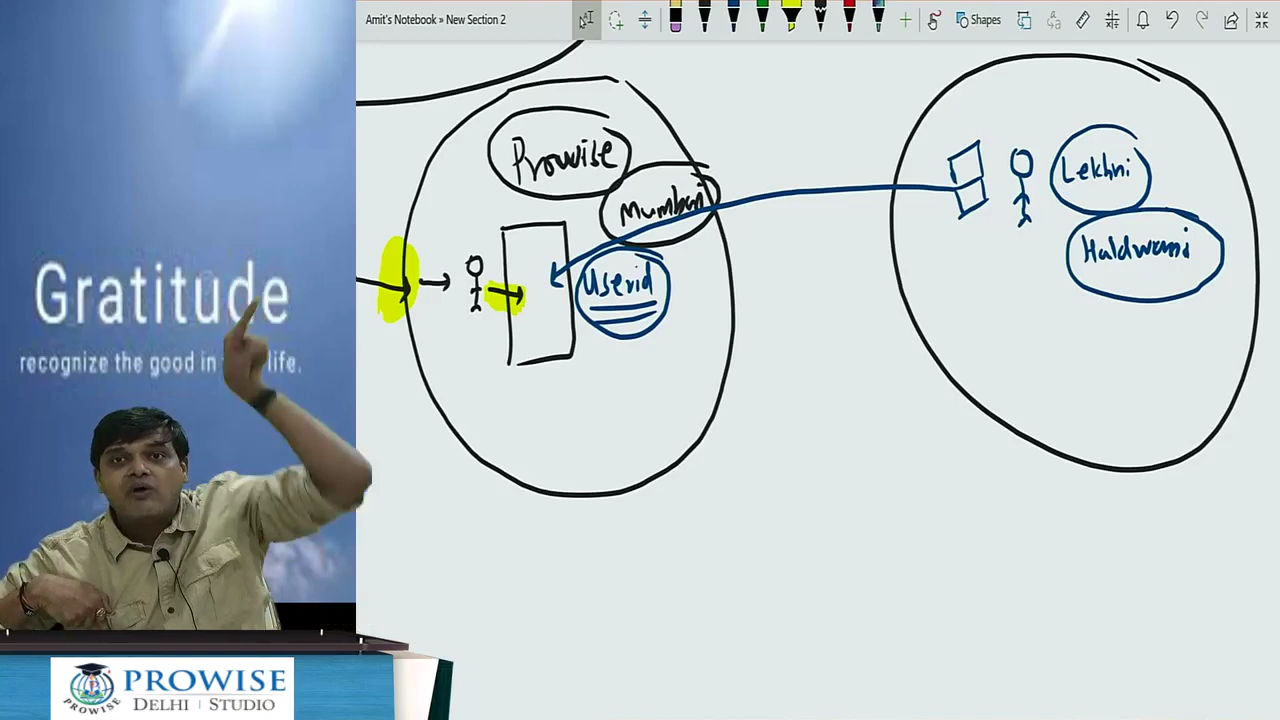 Amit's Notebook » New Section 2
Shapes
Prowise
Mumbai
Userid
Lekhni
Haldwani
Gratitude
recognize the good in life.
PROWISE
PROWISE
DELHI | STUDIO